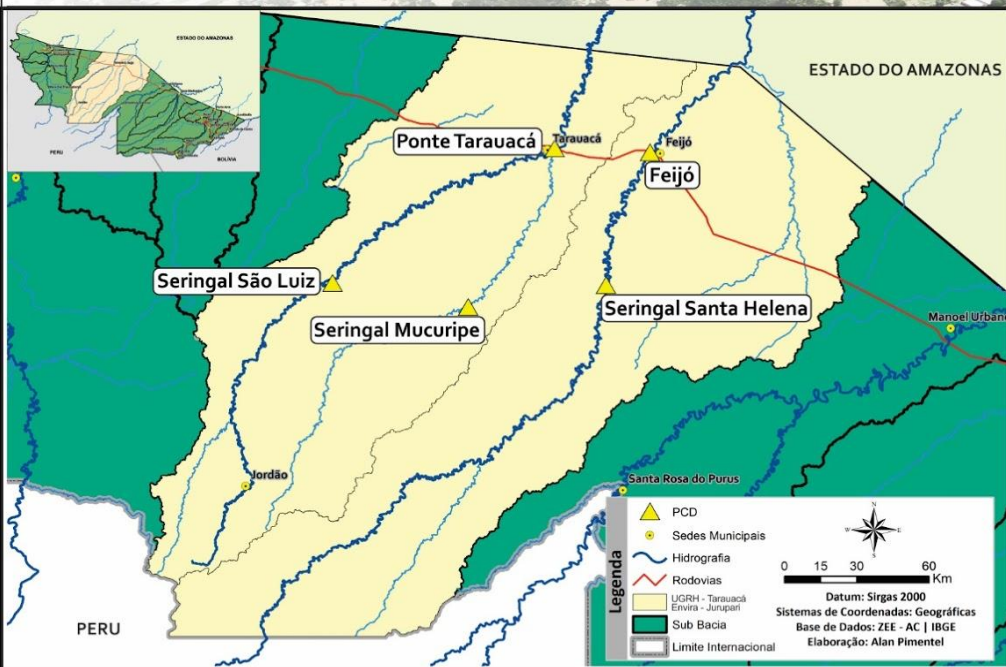 ESTADO DO AMAZONAS
PERU
BOLÍVIA
ESTADO DO AMAZONAS
Ponte Tarauacá
Tarauacá
Feijó
Feijó
Seringal São Luiz
Seringal Mucuripe
Seringal Santa Helena
Manoel Urbano
Jordão
Santa Rosa do Purus
PERU
Legenda
PCD
Sedes Municipais
Hidrografia
Rodovias
UGRH - Tarauacá
Envira - Jurupari
Sub Bacia
Limite Internacional
N
W
E
S
0 15 30 60
Km
Datum: Sirgas 2000
Sistemas de Coordenadas: Geográficas
Base de Dados: ZEE - AC | IBGE
Elaboração: Alan Pimentel